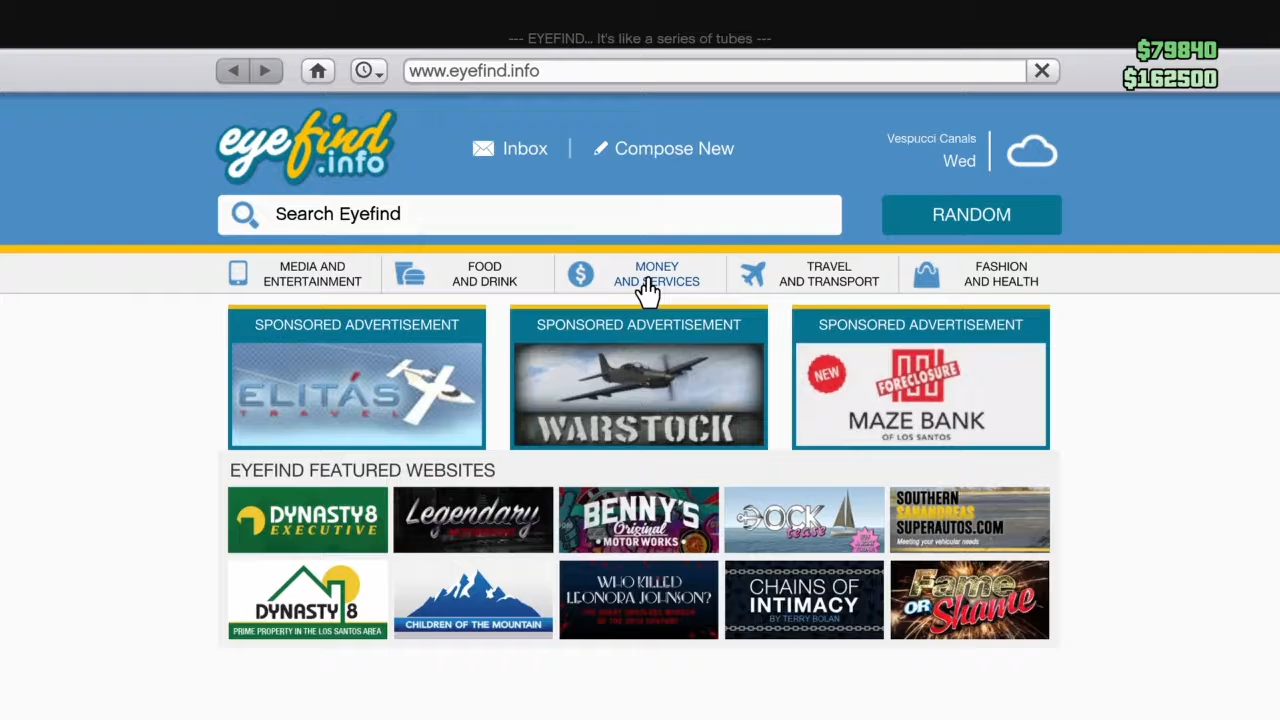 --- EYEFIND... It's like a series of tubes ---
$79840
www.eyefind.info
$162500
eyefind
.info
Inbox
Compose New
Vespucci Canals
Wed
Search Eyefind
RANDOM
MEDIA AND
ENTERTAINMENT
FOOD
AND DRINK
MONEY
AND SERVICES
TRAVEL
AND TRANSPORT
FASHION
AND HEALTH
SPONSORED ADVERTISEMENT
ELITÁS
TRAVEL
SPONSORED ADVERTISEMENT
WARSTOCK
SPONSORED ADVERTISEMENT
NEW
FORECLOSURE
MAZE BANK
OF LOS SANTOS
EYEFIND FEATURED WEBSITES
DYNASTY8
EXECUTIVE
Legendary
BENNY'S
Original
MOTORWORKS
DOCK
tease
SOUTHERN
SANANDREAS
SUPERAUTOS.COM
Meeting your vehicular needs
DYNASTY 8
PRIME PROPERTY IN THE LOS SANTOS AREA
CHILDREN OF THE MOUNTAIN
WHO KILLED
LEONORA JOHNSON?
CHAINS OF
INTIMACY
BY TERRY BOLAN
Fame
OR Shame